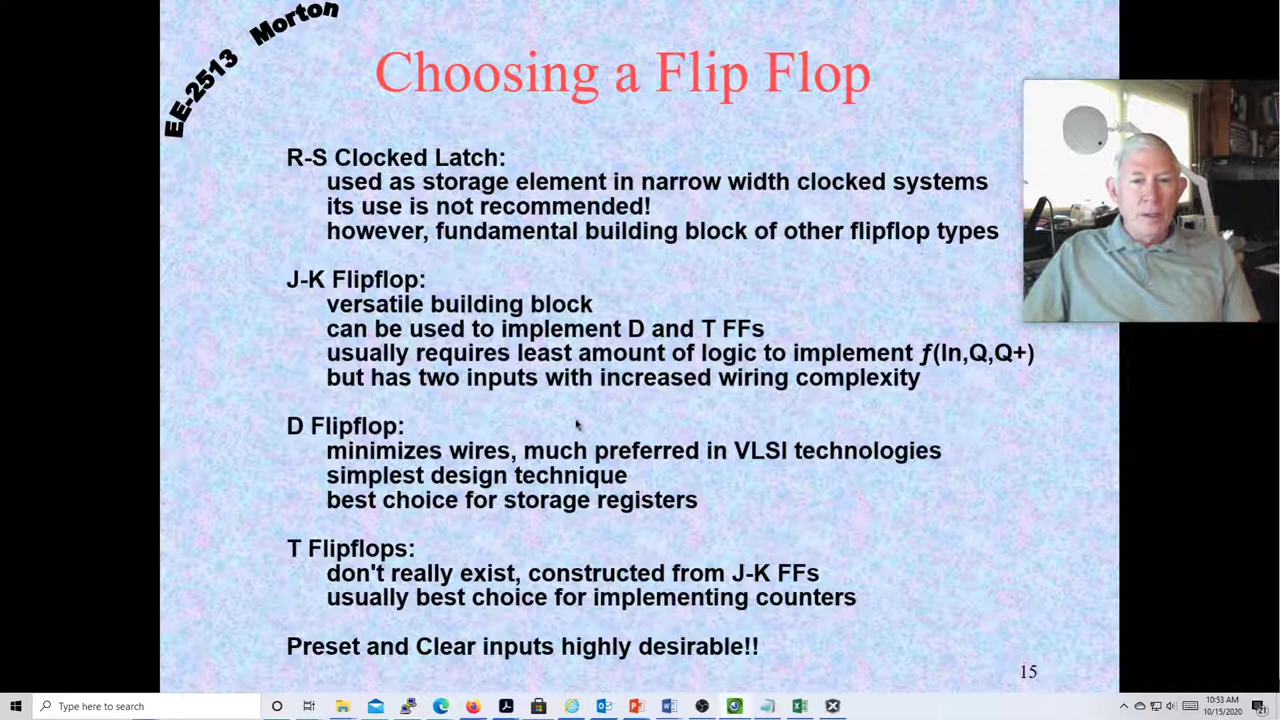 EE-2513 Morton
Choosing a Flip Flop
R-S Clocked Latch:
used as storage element in narrow width clocked systems
its use is not recommended!
however, fundamental building block of other flipflop types
J-K Flipflop:
versatile building block
can be used to implement D and T FFs
usually requires least amount of logic to implement ƒ(In,Q,Q+)
but has two inputs with increased wiring complexity
D Flipflop:
minimizes wires, much preferred in VLSI technologies
simplest design technique
best choice for storage registers
T Flipflops:
don't really exist, constructed from J-K FFs
usually best choice for implementing counters
Preset and Clear inputs highly desirable!!
15
Type here to search
10:53 AM
10/15/2020
21